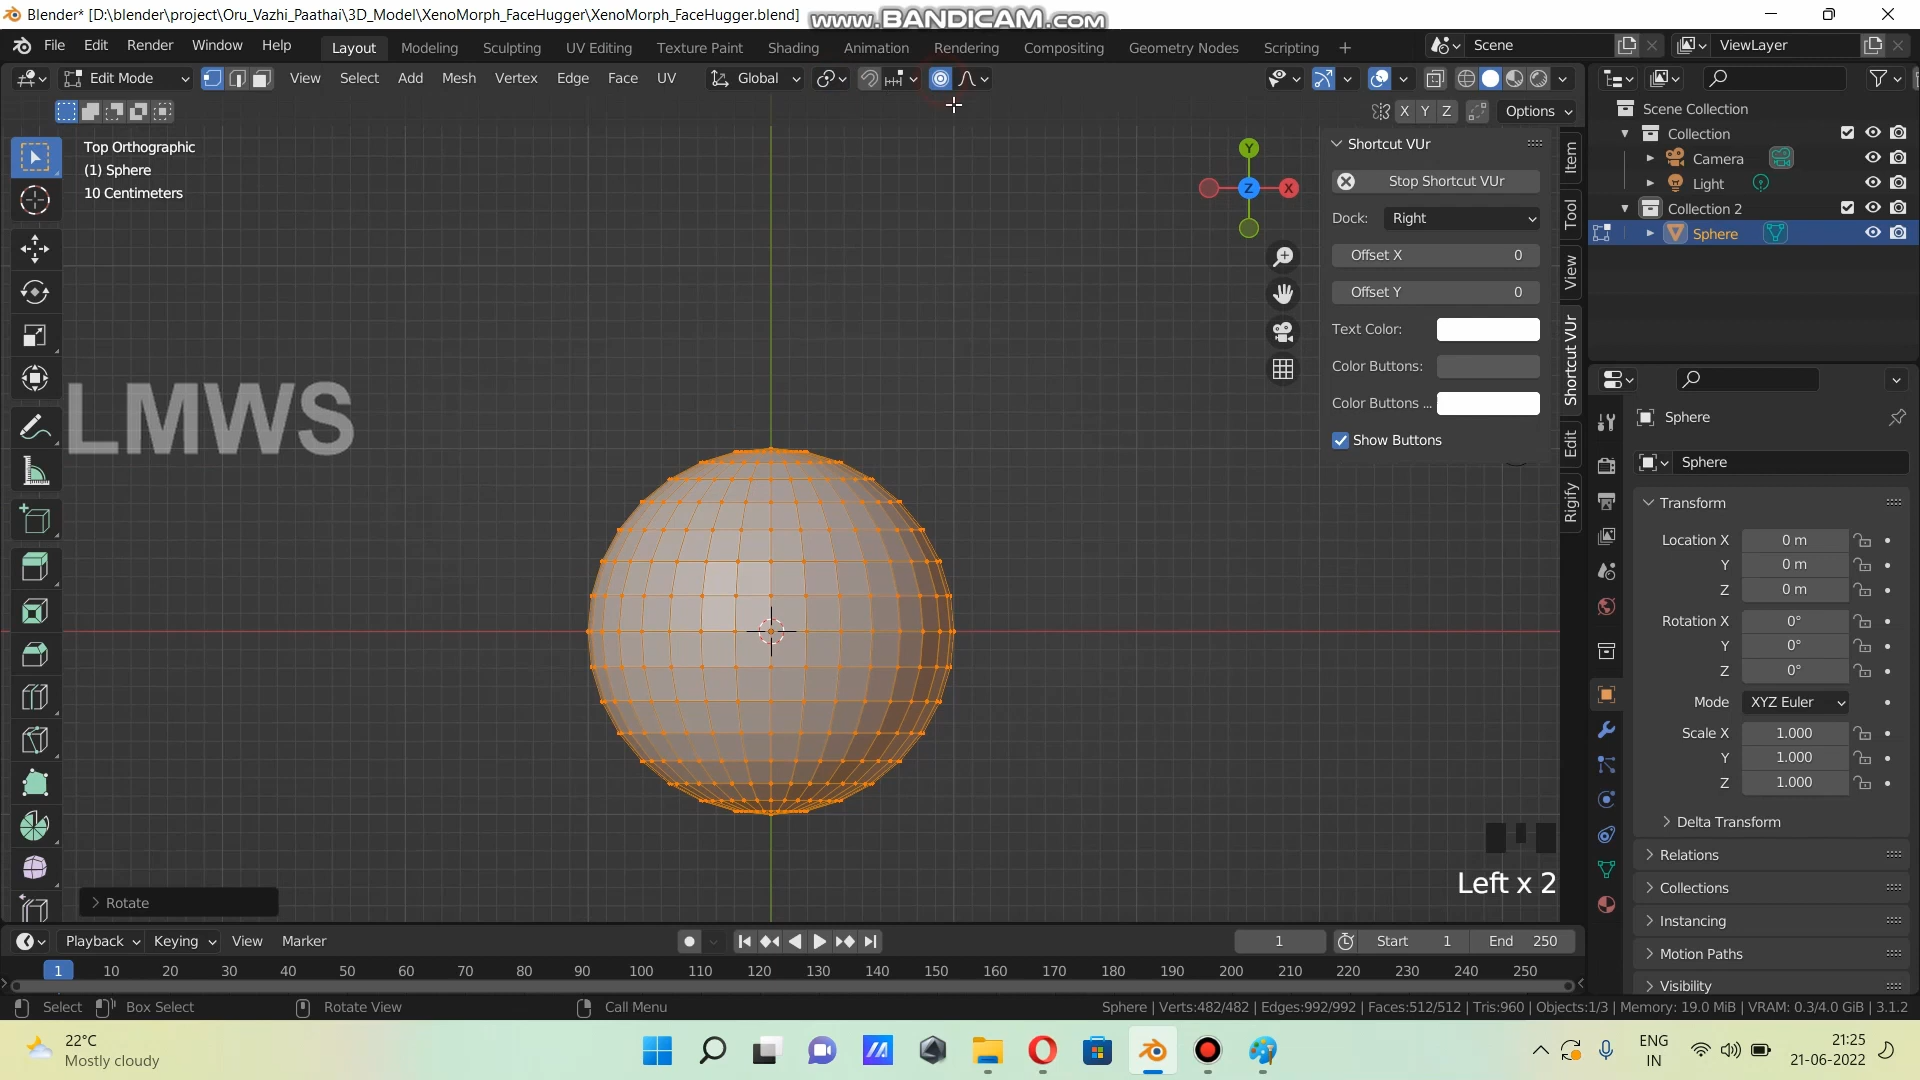 Blender* [D:\blender\project\Oru_Vazhi_Paathai\3D_Model\XenoMorph_FaceHugger\XenoMorph_FaceHugger.blend]
www.BANDICAM.com
File Edit Render Window Help
Layout Modeling Sculpting UV Editing Texture Paint Shading Animation Rendering Compositing Geometry Nodes Scripting +
Scene
ViewLayer
Edit Mode
View Select Add Mesh Vertex Edge Face UV
Global
X Y Z
Options
Top Orthographic
(1) Sphere
10 Centimeters
Y
Z
X
Shortcut VUr
Stop Shortcut VUr
Dock: Right
Offset X 0
Offset Y 0
Text Color:
Color Buttons:
Color Buttons ...
Show Buttons
Item
Tool
View
Shortcut VUr
Edit
Rigify
LMWS
Left x 2
Rotate
Scene Collection
Collection
Camera
Light
Collection 2
Sphere
Sphere
Sphere
Transform
Location X 0 m
Y 0 m
Z 0 m
Rotation X 0°
Y 0°
Z 0°
Mode XYZ Euler
Scale X 1.000
Y 1.000
Z 1.000
Delta Transform
Relations
Collections
Instancing
Motion Paths
Visibility
Playback Keying View Marker
1
Start 1
End 250
1 10 20 30 40 50 60 70 80 90 100 110 120 130 140 150 160 170 180 190 200 210 220 230 240 250
Select Box Select Rotate View Call Menu
Sphere | Verts:482/482 | Edges:992/992 | Faces:512/512 | Tris:960 | Objects:1/3 | Memory: 19.0 MiB | VRAM: 0.3/4.0 GiB | 3.1.2
22°C
Mostly cloudy
ENG
IN
21:25
21-06-2022